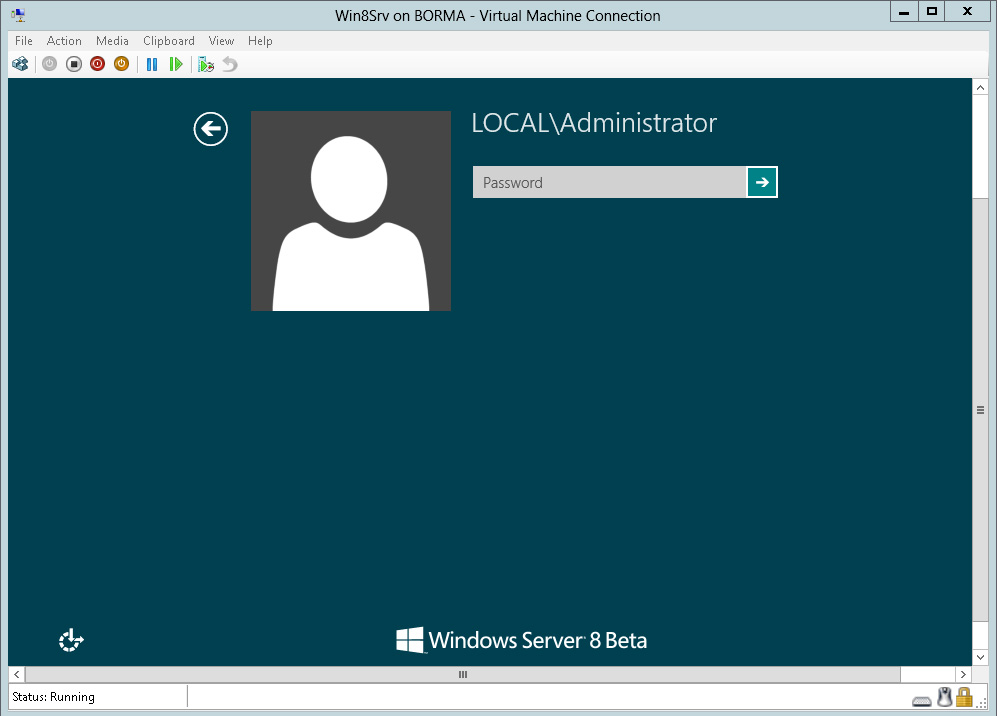 Win8Srv on BORMA - Virtual Machine Connection
File Action Media Clipboard View Help
LOCAL\Administrator
Password
Windows Server 8 Beta
Status: Running